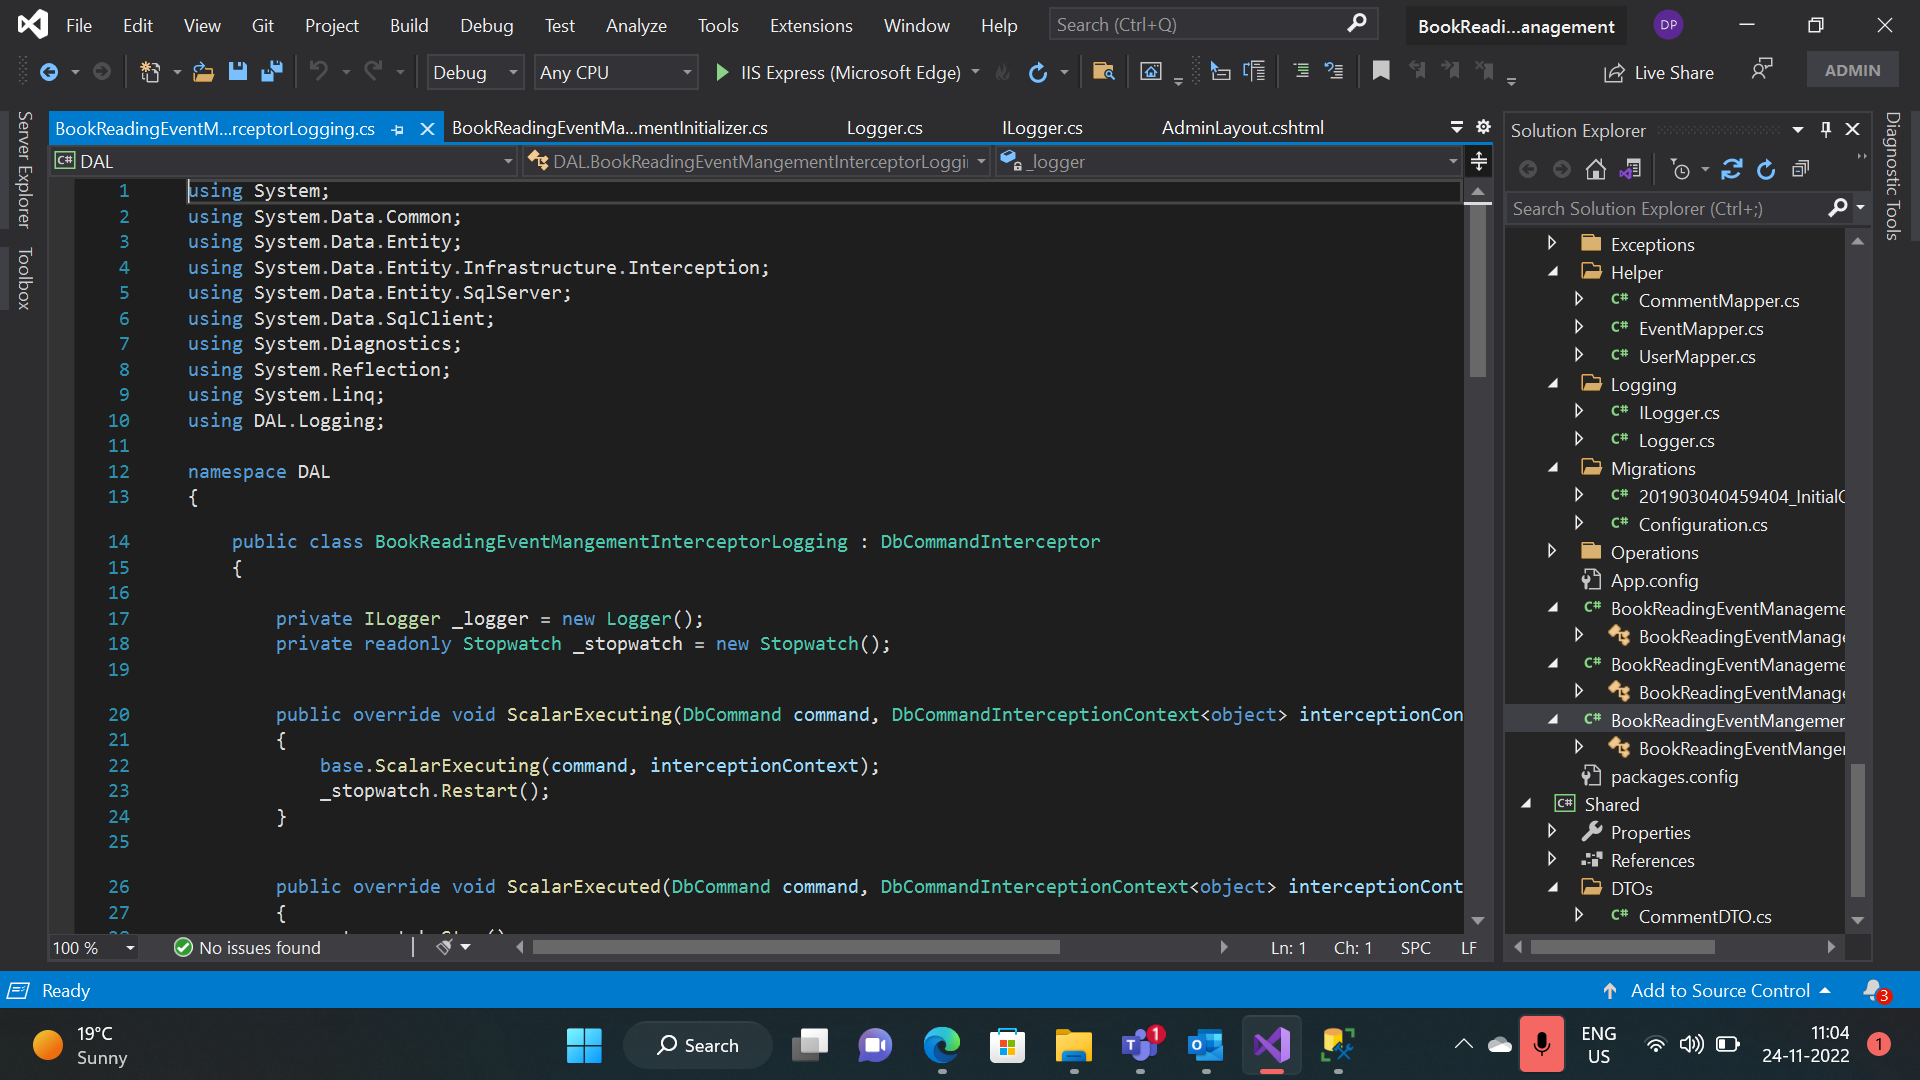 File Edit View Git Project Build Debug Test Analyze Tools Extensions Window Help Search (Ctrl+Q) BookReadi...anagement DP
Debug Any CPU IIS Express (Microsoft Edge) Live Share ADMIN
Server Explorer
Toolbox
BookReadingEventM...rceptorLogging.cs BookReadingEventMa...mentInitializer.cs Logger.cs ILogger.cs AdminLayout.cshtml
C# DAL DAL.BookReadingEventMangementInterceptorLoggi _logger
1 using System;
2 using System.Data.Common;
3 using System.Data.Entity;
4 using System.Data.Entity.Infrastructure.Interception;
5 using System.Data.Entity.SqlServer;
6 using System.Data.SqlClient;
7 using System.Diagnostics;
8 using System.Reflection;
9 using System.Linq;
10 using DAL.Logging;
11
12 namespace DAL
13 {
14 public class BookReadingEventMangementInterceptorLogging : DbCommandInterceptor
15 {
16
17 private ILogger _logger = new Logger();
18 private readonly Stopwatch _stopwatch = new Stopwatch();
19
20 public override void ScalarExecuting(DbCommand command, DbCommandInterceptionContext<object> interceptionCon
21 {
22 base.ScalarExecuting(command, interceptionContext);
23 _stopwatch.Restart();
24 }
25
26 public override void ScalarExecuted(DbCommand command, DbCommandInterceptionContext<object> interceptionCont
27 {
100 % No issues found Ln: 1 Ch: 1 SPC LF
Solution Explorer
Search Solution Explorer (Ctrl+;)
Exceptions
Helper
C# CommentMapper.cs
C# EventMapper.cs
C# UserMapper.cs
Logging
C# ILogger.cs
C# Logger.cs
Migrations
C# 201903040459404_InitialC
C# Configuration.cs
Operations
App.config
C# BookReadingEventManageme
BookReadingEventManage
C# BookReadingEventManageme
BookReadingEventManage
C# BookReadingEventMangemer
BookReadingEventManger
packages.config
C# Shared
Properties
References
DTOs
C# CommentDTO.cs
Diagnostic Tools
Ready Add to Source Control 3
19°C
Sunny
Search
1
ENG
US
11:04
24-11-2022
1